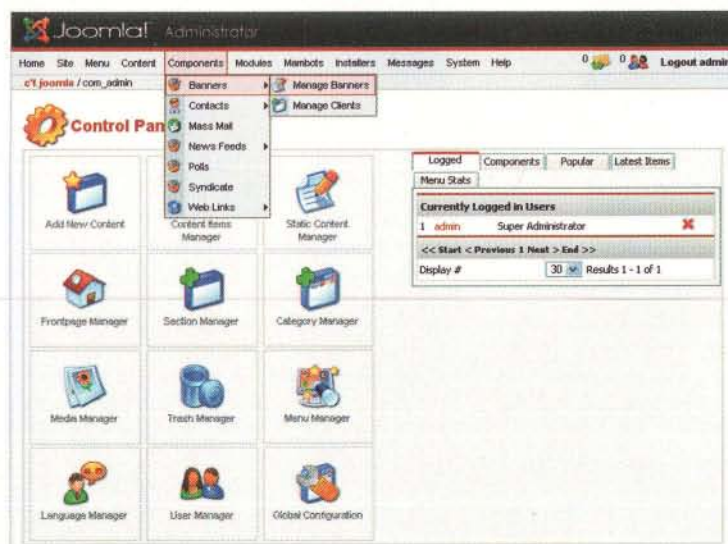 Joomla! Administrator
Home Site Menu Content Components Modules Mambots Installers Messages System Help 0 0 Logout admin
c't joomla / com_admin
Banners
Manage Banners
Contacts
Manage Clients
Mass Mail
News Feeds
Polls
Syndicate
Web Links
Control Pan
Add New Content
Content Items Manager
Static Content Manager
Frontpage Manager
Section Manager
Category Manager
Media Manager
Trash Manager
Menu Manager
Language Manager
User Manager
Global Configuration
Logged Components Popular Latest Items
Menu Stats
Currently Logged in Users
1 admin Super Administrator
<< Start < Previous 1 Next > End >>
Display # 30 Results 1 - 1 of 1